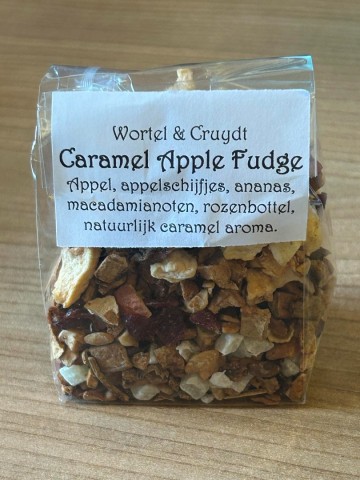 Wortel & Cruydt
Caramel Apple Fudge
Appel, appelschijfjes, ananas,
macadamianoten, rozenbottel,
natuurlijk caramel aroma.